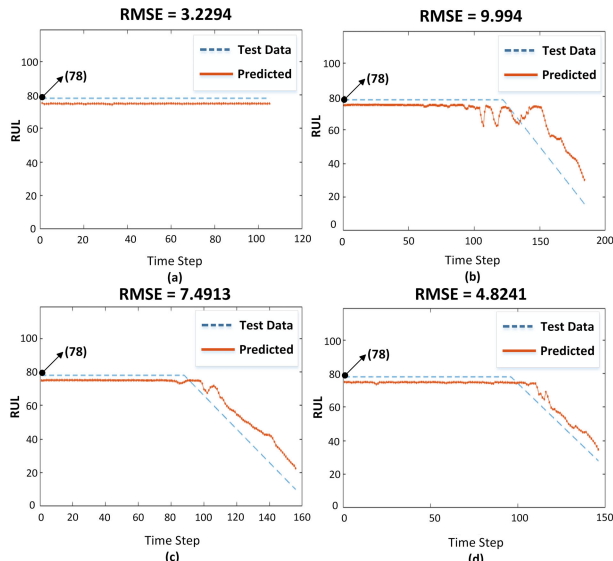 RMSE = 3.2294
100
80
60
40
20
0
RUL
(78)
Test Data
Predicted
0 20 40 60 80 100 120
Time Step
(a)
RMSE = 9.994
100
80
60
40
20
0
RUL
(78)
Test Data
Predicted
0 50 100 150 200
Time Step
(b)
RMSE = 7.4913
100
80
60
40
20
0
RUL
(78)
Test Data
Predicted
0 20 40 60 80 100 120 140 160
Time Step
(c)
RMSE = 4.8241
100
80
60
40
20
0
RUL
(78)
Test Data
Predicted
0 50 100 150
Time Step
(d)